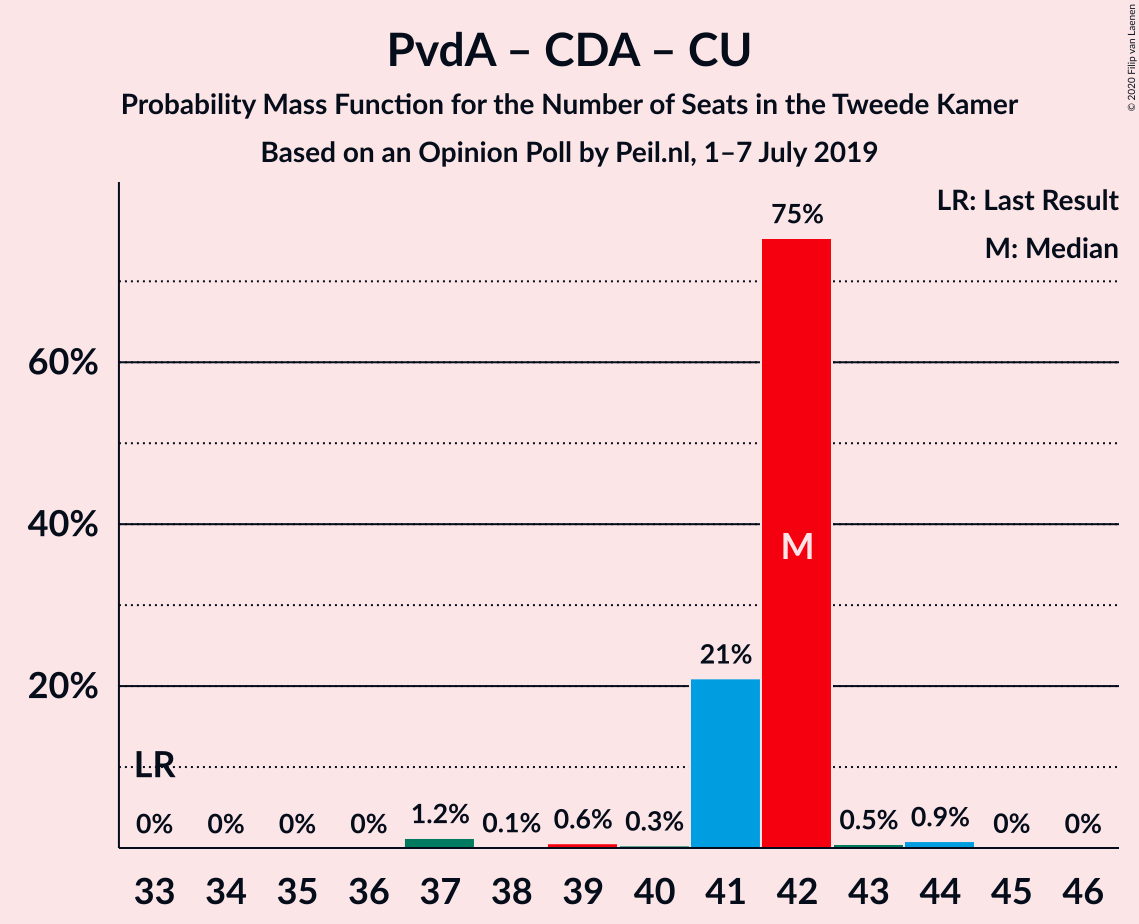 PvdA – CDA – CU
Probability Mass Function for the Number of Seats in the Tweede Kamer
Based on an Opinion Poll by Peil.nl, 1–7 July 2019
© 2020 Filip van Laenen
LR: Last Result
M: Median
75%
60%
40%
M
21%
20%
LR
0% 0% 0% 0% 1.2% 0.1% 0.6% 0.3% 0.5% 0.9% 0% 0%
33 34 35 36 37 38 39 40 41 42 43 44 45 46